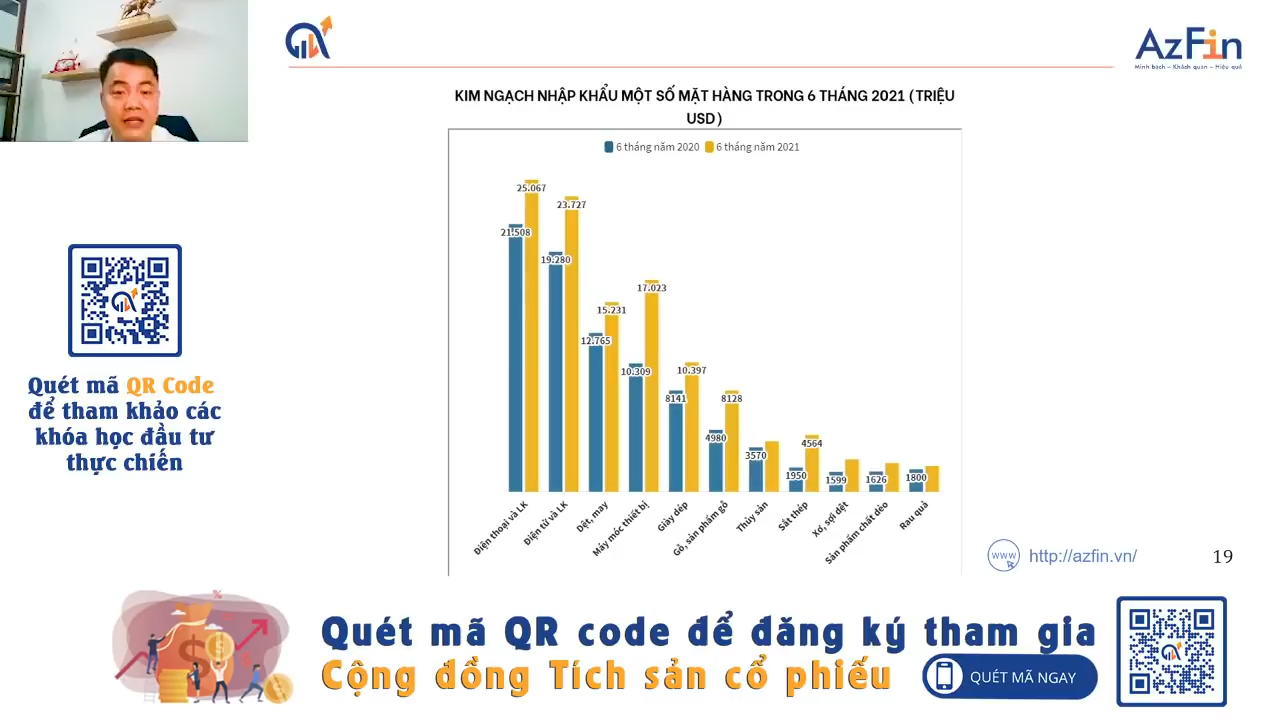 AzFin
Minh bạch – Khách quan – Hiệu quả
KIM NGẠCH NHẬP KHẨU MỘT SỐ MẶT HÀNG TRONG 6 THÁNG 2021 (TRIỆU
USD)
6 tháng năm 2020 6 tháng năm 2021
25.067
21.508
23.727
19.280
15.231
12.765
17.023
10.309
10.397
8141
8128
4980
3570
4564
1950
1599
1626
1800
Điện thoại và LK
Điện tử và LK
Dệt, may
Máy móc thiết bị
Giày dép
Gỗ, sản phẩm gỗ
Thủy sản
Sắt thép
Xơ, sợi dệt
Sản phẩm chất dẻo
Rau quả
Quét mã QR Code
để tham khảo các
khóa học đầu tư
thực chiến
www
http://azfin.vn/
19
Quét mã QR code để đăng ký tham gia
Cộng đồng Tích sản cổ phiếu
QUÉT MÃ NGAY